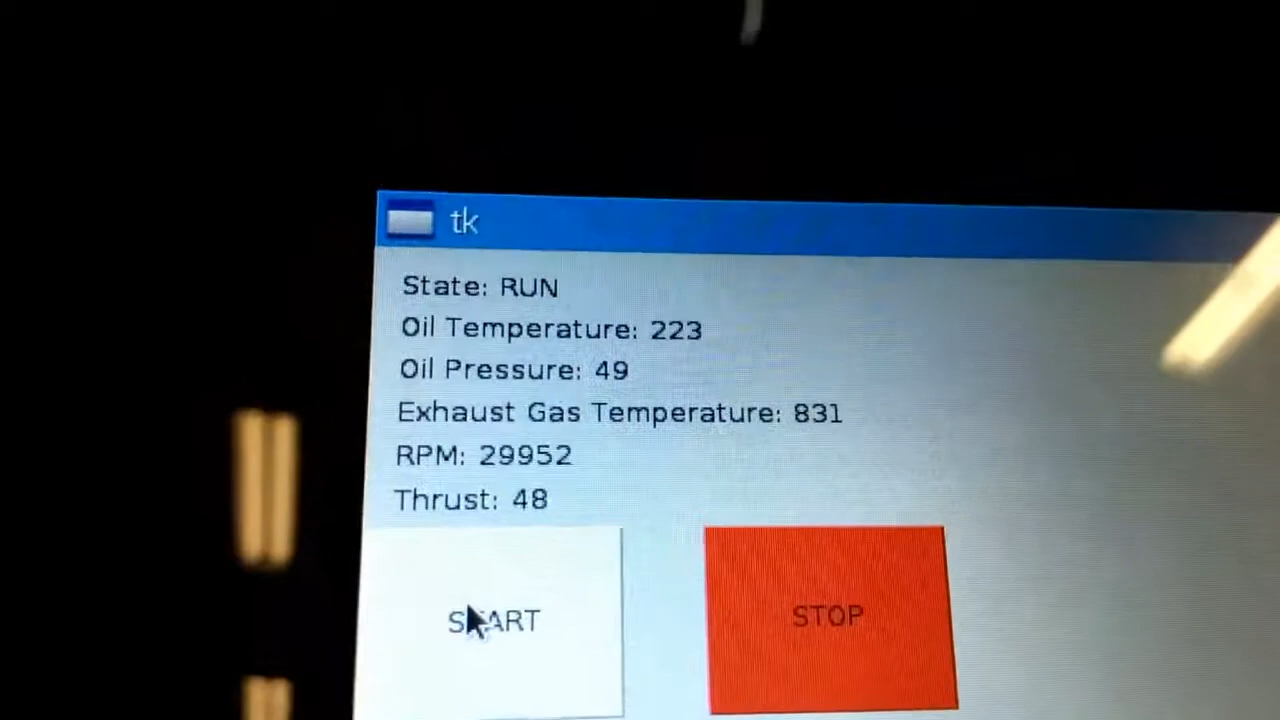 tk
State: RUN
Oil Temperature: 223
Oil Pressure: 49
Exhaust Gas Temperature: 831
RPM: 29952
Thrust: 48
START
STOP